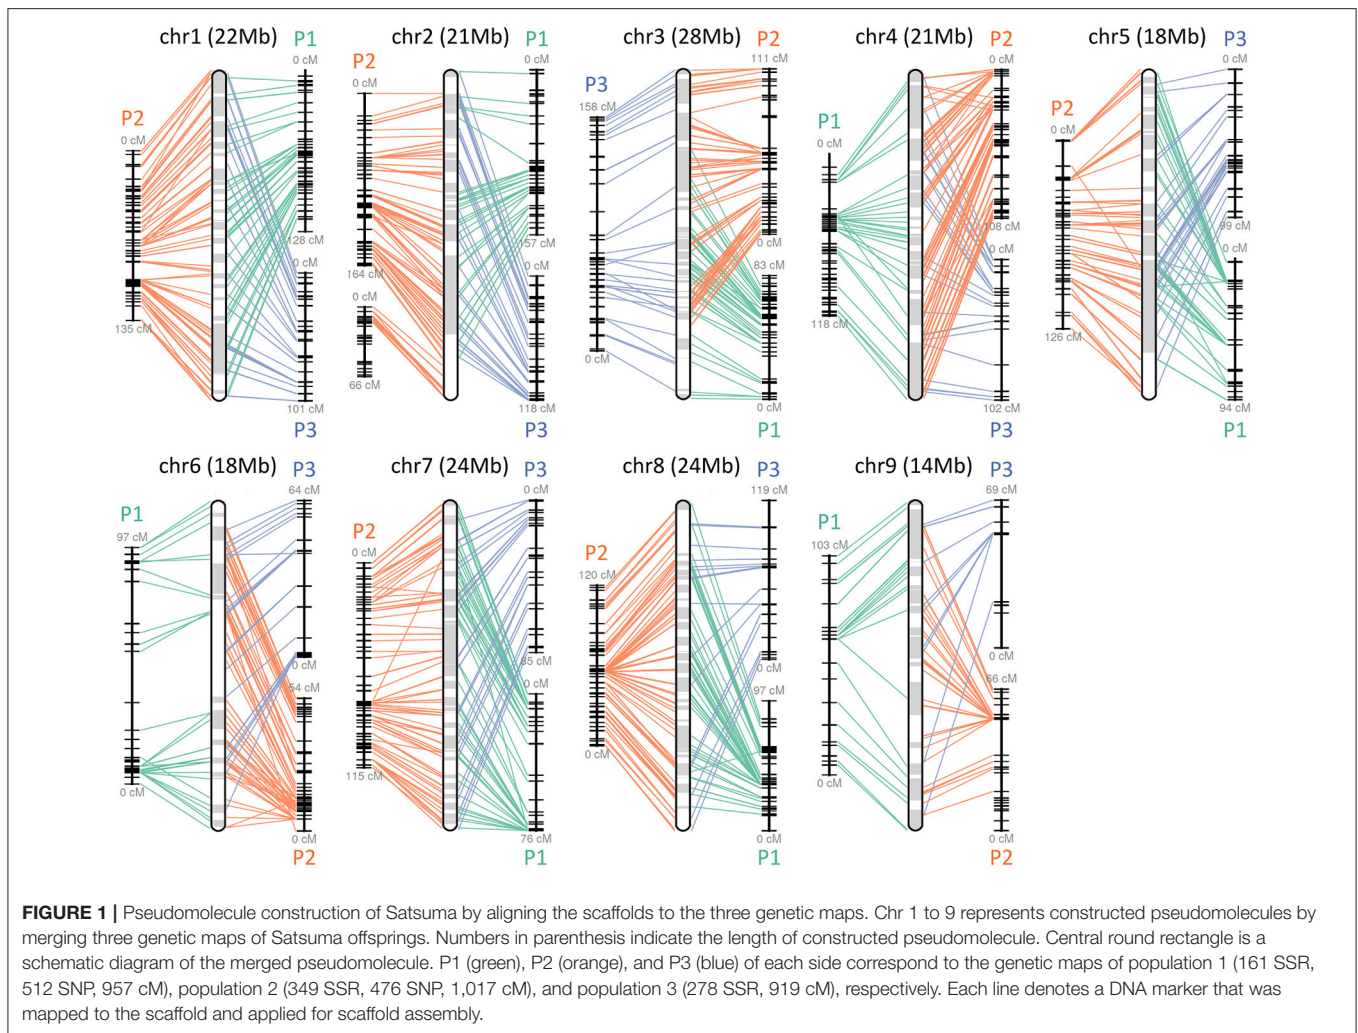 chr1 (22Mb)
P1
0 cM
P2
0 cM
135 cM
128 cM
0 cM
101 cM
P3
chr2 (21Mb)
P1
0 cM
P2
0 cM
164 cM
0 cM
66 cM
157 cM
0 cM
118 cM
P3
chr3 (28Mb)
P2
111 cM
P3
158 cM
0 cM
0 cM
83 cM
0 cM
P1
chr4 (21Mb)
P2
0 cM
P1
0 cM
118 cM
108 cM
0 cM
102 cM
P3
chr5 (18Mb)
P3
0 cM
P2
0 cM
126 cM
99 cM
0 cM
94 cM
P1
chr6 (18Mb)
P3
64 cM
P1
97 cM
0 cM
0 cM
54 cM
0 cM
P2
chr7 (24Mb)
P3
0 cM
P2
0 cM
115 cM
85 cM
0 cM
76 cM
P1
chr8 (24Mb)
P3
119 cM
P2
120 cM
0 cM
0 cM
97 cM
0 cM
P1
chr9 (14Mb)
P3
69 cM
P1
103 cM
0 cM
0 cM
66 cM
0 cM
P2
FIGURE 1 | Pseudomolecule construction of Satsuma by aligning the scaffolds to the three genetic maps. Chr 1 to 9 represents constructed pseudomolecules by
merging three genetic maps of Satsuma offsprings. Numbers in parenthesis indicate the length of constructed pseudomolecule. Central round rectangle is a
schematic diagram of the merged pseudomolecule. P1 (green), P2 (orange), and P3 (blue) of each side correspond to the genetic maps of population 1 (161 SSR,
512 SNP, 957 cM), population 2 (349 SSR, 476 SNP, 1,017 cM), and population 3 (278 SSR, 919 cM), respectively. Each line denotes a DNA marker that was
mapped to the scaffold and applied for scaffold assembly.